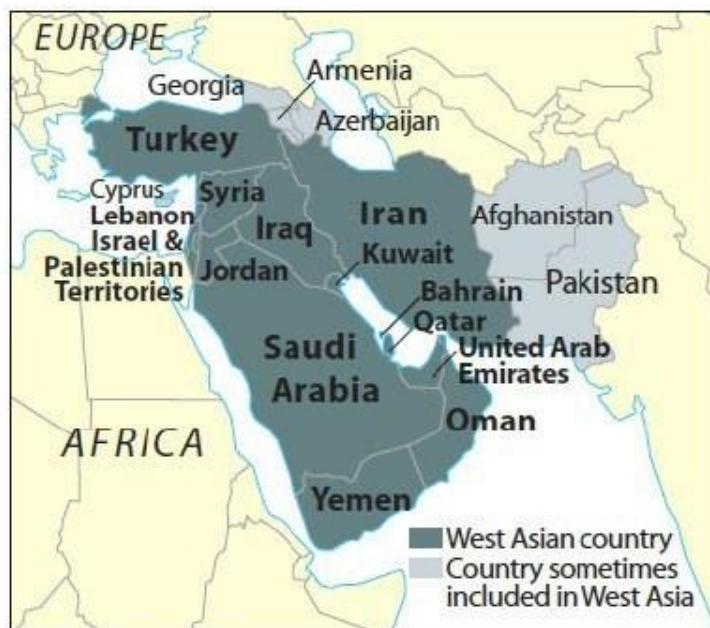 EUROPE
Georgia
Armenia
Azerbaijan
Turkey
Cyprus
Syria
Lebanon
Israel &
Palestinian
Territories
Iraq
Iran
Afghanistan
Jordan
Kuwait
Pakistan
Bahrain
Qatar
Saudi
Arabia
United Arab
Emirates
Oman
AFRICA
Yemen
West Asian country
Country sometimes
included in West Asia